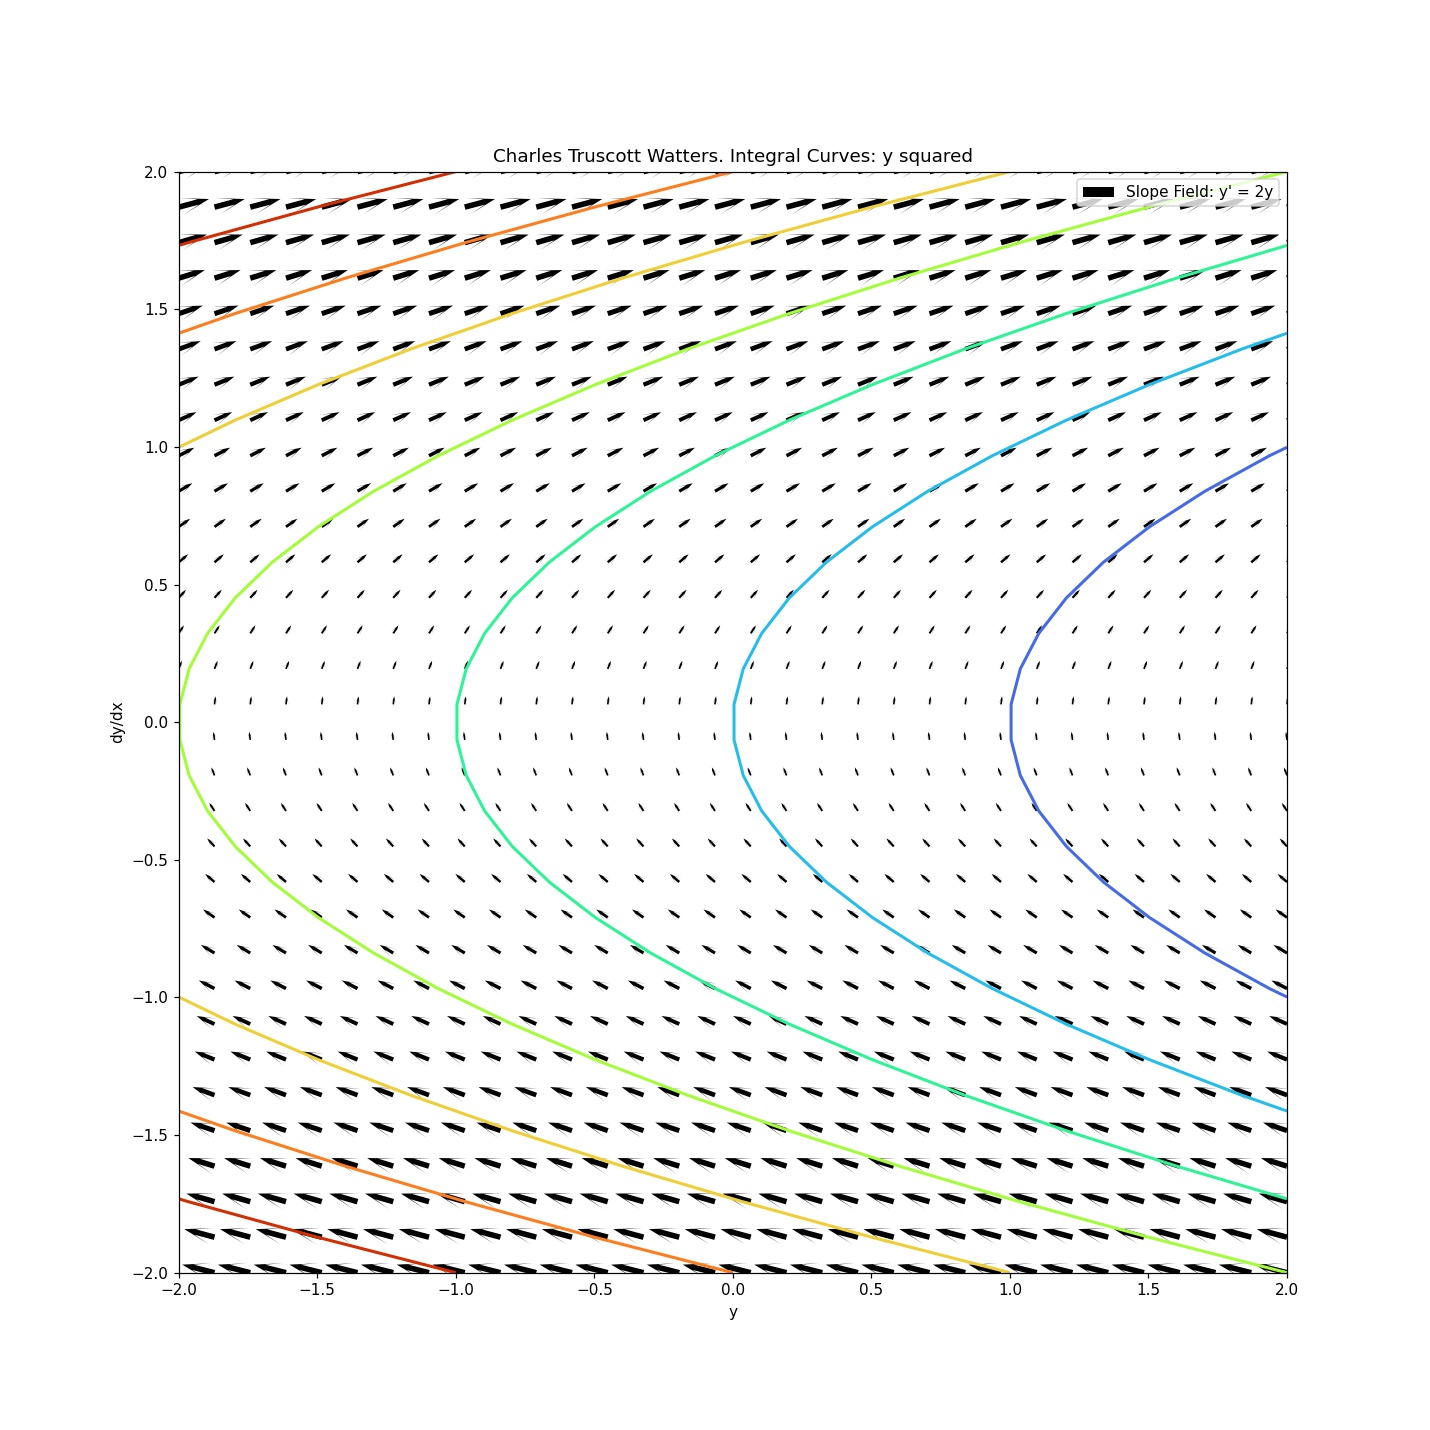 Charles Truscott Watters. Integral Curves: y squared
Slope Field: y' = 2y
2.0
1.5
1.0
0.5
0.0
−0.5
−1.0
−1.5
−2.0
dy/dx
−2.0 −1.5 −1.0 −0.5 0.0 0.5 1.0 1.5 2.0
y